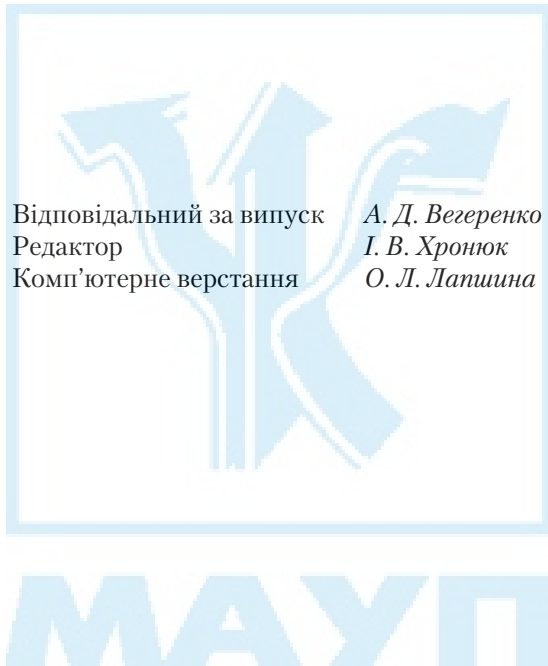 Відповідальний за випуск А. Д. Вегеренко
Редактор І. В. Хронюк
Комп’ютерне верстання О. Л. Лапшина
МАУП